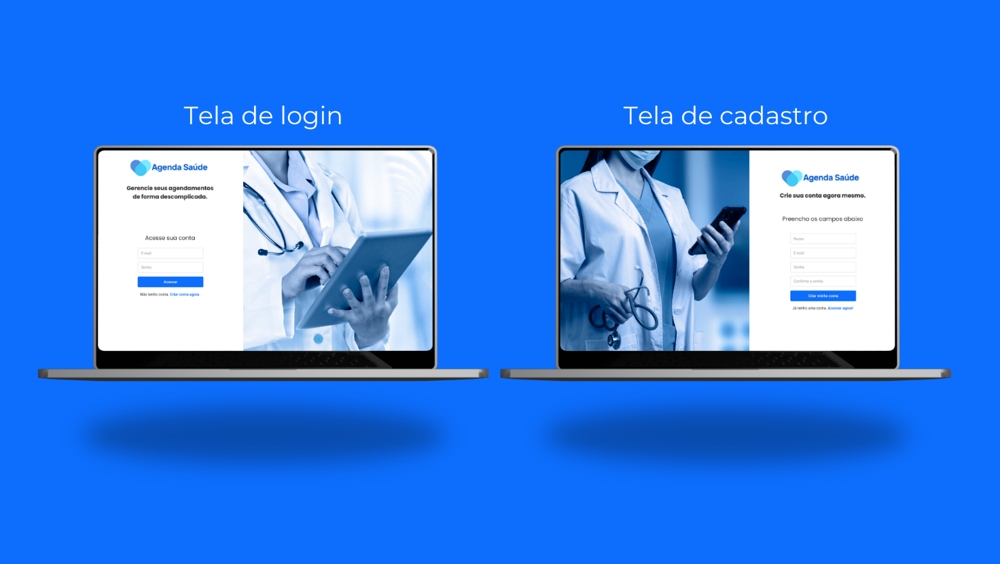 Tela de login
Agenda Saúde
Gerencie seus agendamentos
de forma descomplicada.
Acesse sua conta
E-mail
Senha
Acessar
Não tenho conta. Criar conta agora.
Tela de cadastro
Agenda Saúde
Crie sua conta agora mesmo.
Preencha os campos abaixo
Nome
E-mail
Senha
Confirme a senha
Criar minha conta
Já tenho uma conta. Acessar agora!